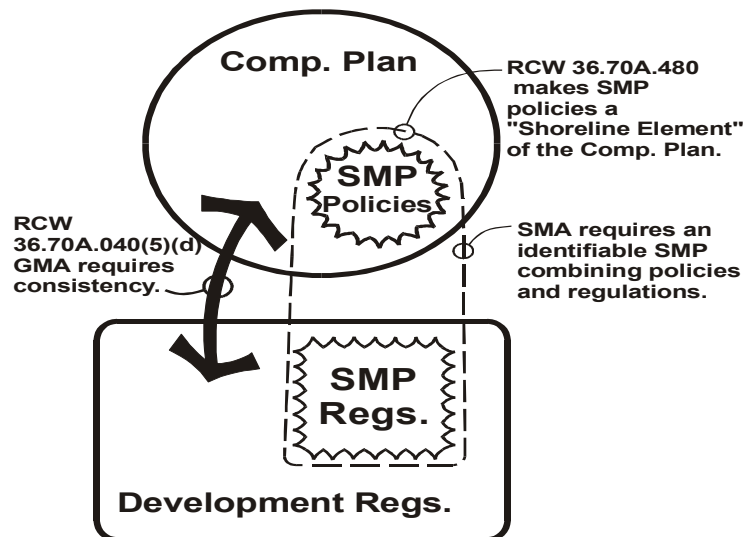 Comp. Plan
RCW 36.70A.480
makes SMP
policies a
"Shoreline Element"
of the Comp. Plan.
SMP
Policies
RCW
36.70A.040(5)(d)
GMA requires
consistency.
SMA requires an
identifiable SMP
combining policies
and regulations.
SMP
Regs.
Development Regs.